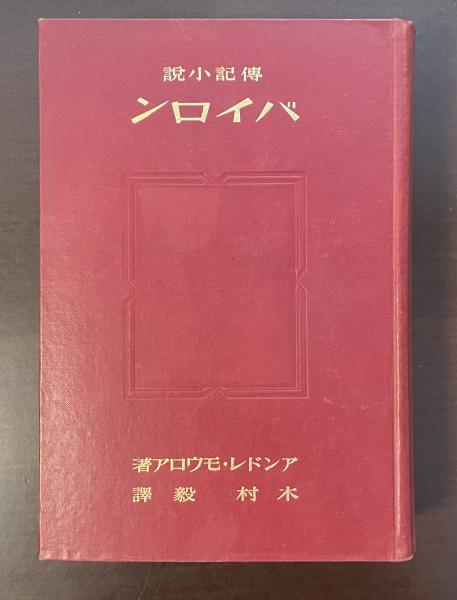 傳記小說
バイロン
アンドレ・モウロア著
木村毅譯